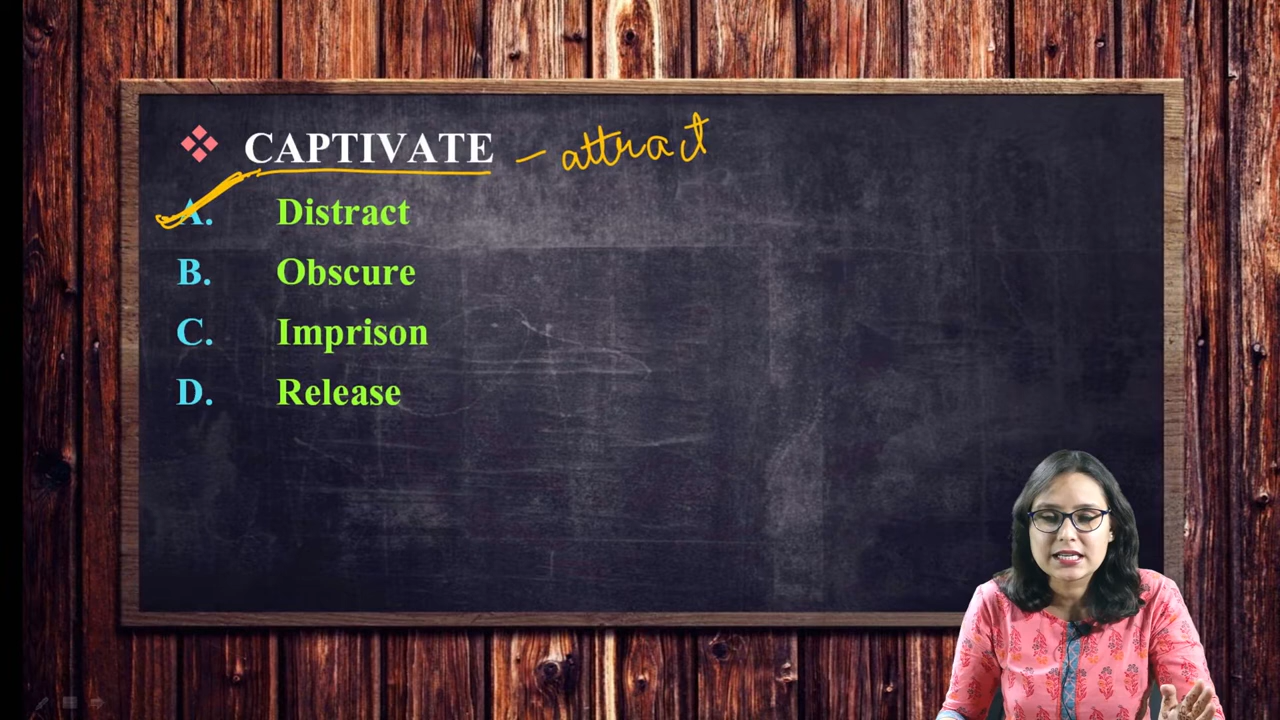 ❖ CAPTIVATE – attract
A. Distract
B. Obscure
C. Imprison
D. Release